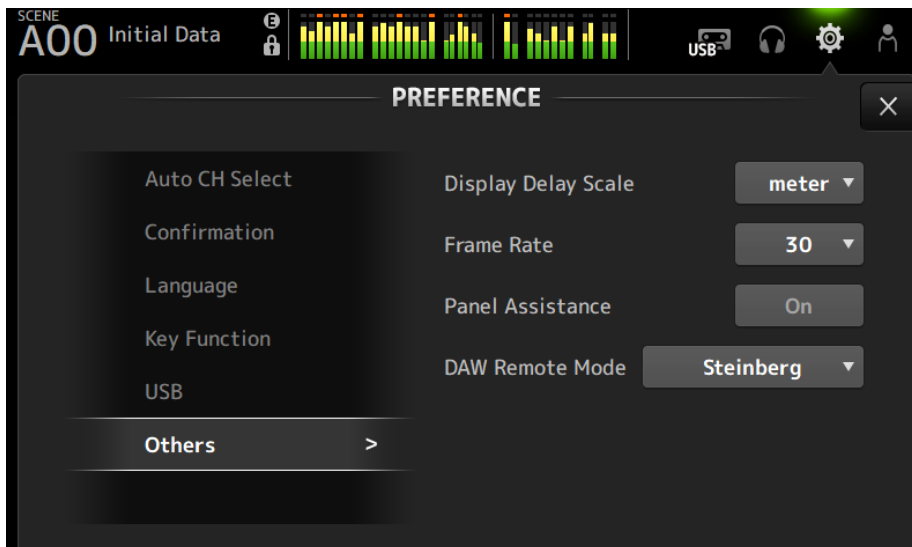 SCENE
A00 Initial Data
E
USB
PREFERENCE
Auto CH Select
Confirmation
Language
Key Function
USB
Others >
Display Delay Scale meter
Frame Rate 30
Panel Assistance On
DAW Remote Mode Steinberg